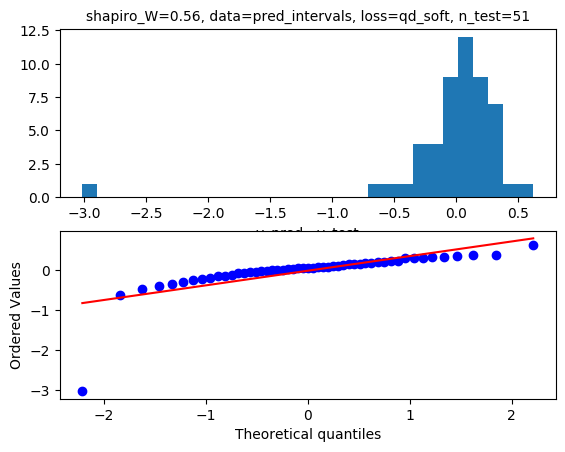 shapiro_W=0.56, data=pred_intervals, loss=qd_soft, n_test=51
12.5
10.0
7.5
5.0
2.5
0.0
−3.0 −2.5 −2.0 −1.5 −1.0 −0.5 0.0 0.5
Ordered Values
0
−1
−2
−3
−2 −1 0 1 2
Theoretical quantiles